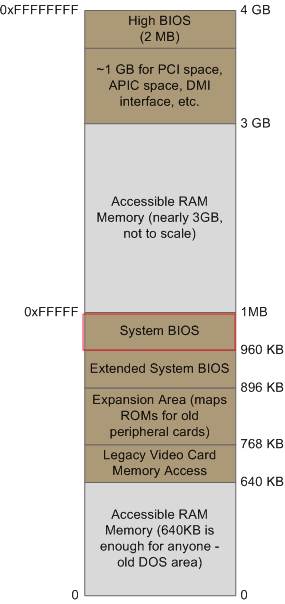 0xFFFFFFFF
4 GB
High BIOS
(2 MB)
~1 GB for PCI space,
APIC space, DMI
interface, etc.
3 GB
Accessible RAM
Memory (nearly 3GB,
not to scale)
0xFFFFF
1MB
System BIOS
960 KB
Extended System BIOS
896 KB
Expansion Area (maps
ROMs for old
peripheral cards)
768 KB
Legacy Video Card
Memory Access
640 KB
Accessible RAM
Memory (640KB is
enough for anyone -
old DOS area)
0
0